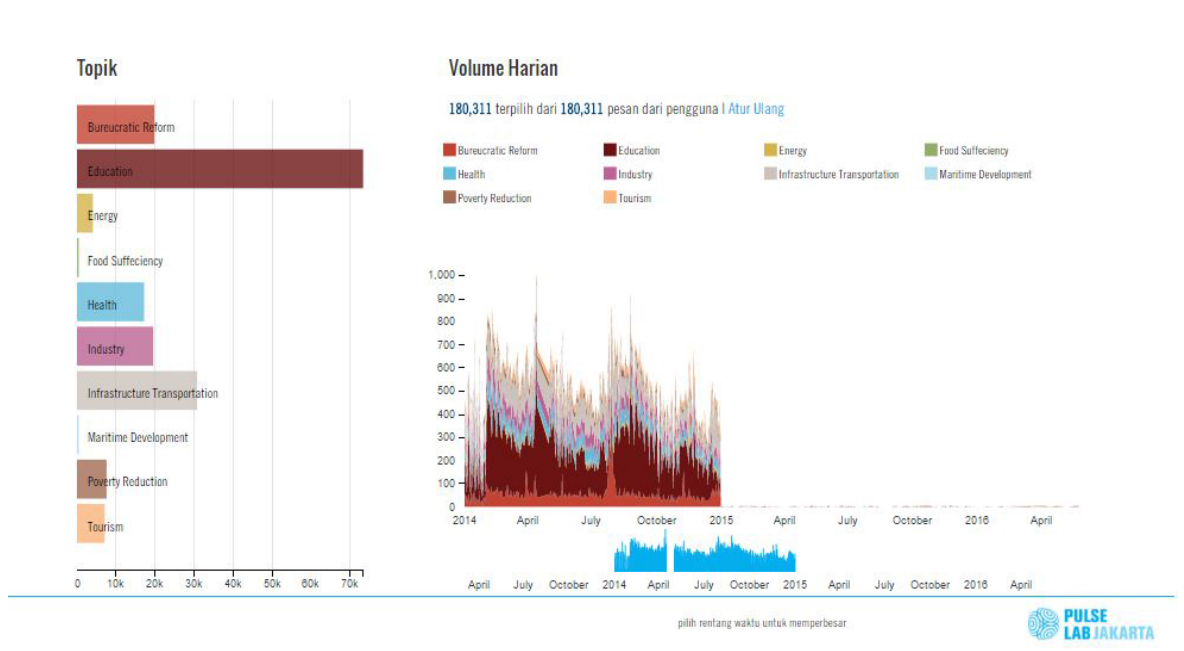 Topik
Bureucratic Reform
Education
Energy
Food Suffeciency
Health
Industry
Infrastructure Transportation
Maritime Development
Poverty Reduction
Tourism
0 10k 20k 30k 40k 50k 60k 70k
Volume Harian
180,311 terpilih dari 180,311 pesan dari pengguna | Atur Ulang
Bureucratic Reform Education Energy Food Suffeciency
Health Industry Infrastructure Transportation Maritime Development
Poverty Reduction Tourism
1,000
900
800
700
600
500
400
300
200
100
0
2014 April July October 2015 April July October 2016 April
April July October 2014 April July October 2015 April July October 2016 April
pilih rentang waktu untuk memperbesar
PULSE
LAB JAKARTA